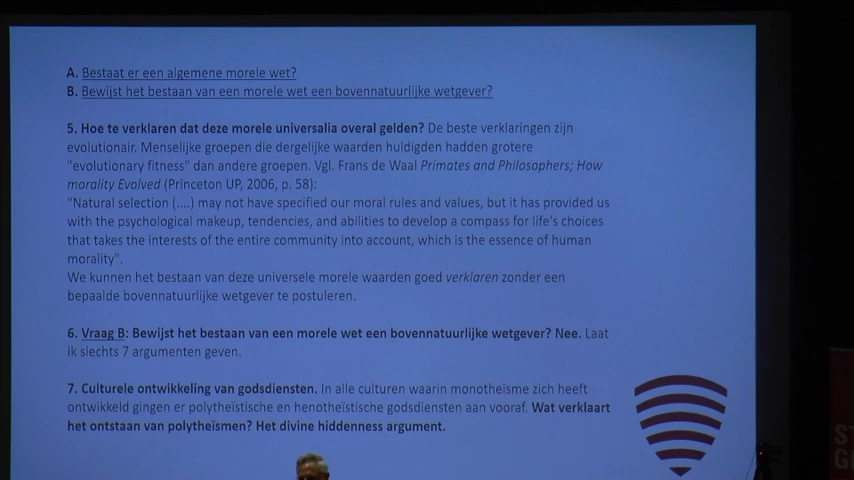 A. Bestaat er een algemene morele wet?
B. Bewijst het bestaan van een morele wet een bovennatuurlijke wetgever?
5. Hoe te verklaren dat deze morele universalia overal gelden? De beste verklaringen zijn
evolutionair. Menselijke groepen die dergelijke waarden huldigden hadden grotere
"evolutionary fitness" dan andere groepen. Vgl. Frans de Waal Primates and Philosophers; How
morality Evolved (Princeton UP, 2006, p. 58):
"Natural selection (....) may not have specified our moral rules and values, but it has provided us
with the psychological makeup, tendencies, and abilities to develop a compass for life's choices
that takes the interests of the entire community into account, which is the essence of human
morality".
We kunnen het bestaan van deze universele morele waarden goed verklaren zonder een
bepaalde bovennatuurlijke wetgever te postuleren.
6. Vraag B: Bewijst het bestaan van een morele wet een bovennatuurlijke wetgever? Nee. Laat
ik slechts 7 argumenten geven.
7. Culturele ontwikkeling van godsdiensten. In alle culturen waarin monotheïsme zich heeft
ontwikkeld gingen er polytheïstische en henotheïstische godsdiensten aan vooraf. Wat verklaart
het ontstaan van polytheïsmen? Het divine hiddenness argument.